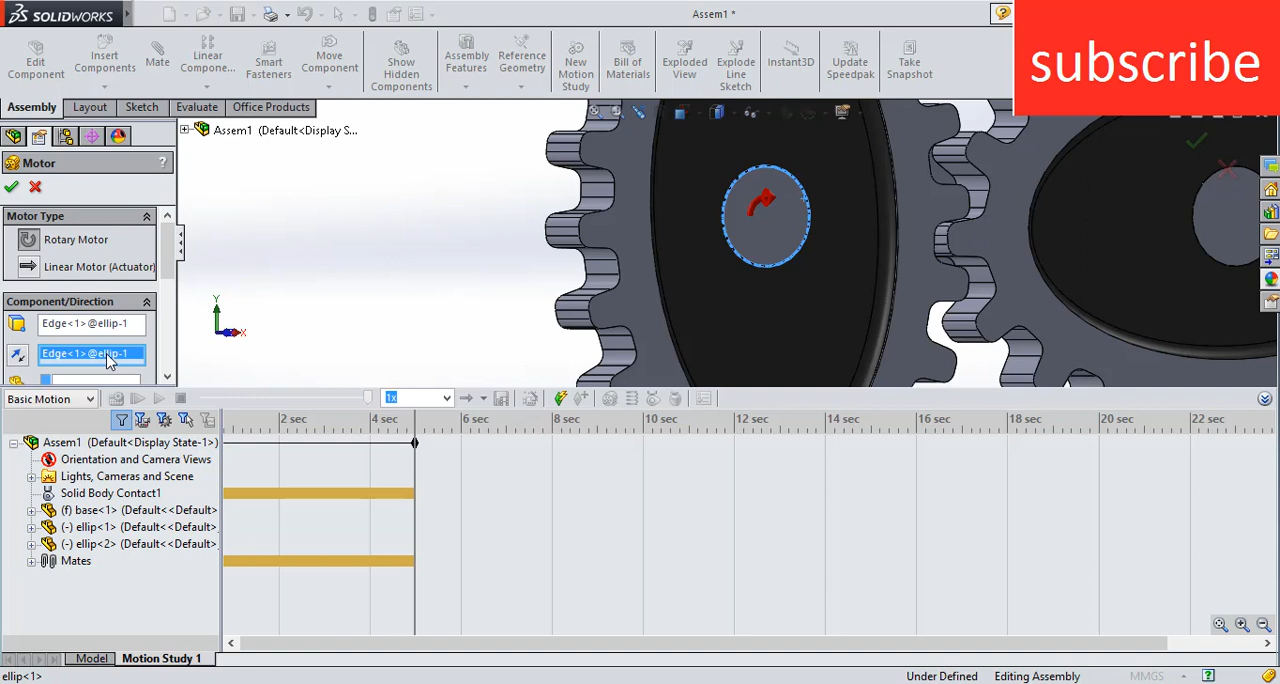 SOLIDWORKS
Assem1 *
subscribe
Edit Component
Insert Components
Mate
Linear Compone...
Smart Fasteners
Move Component
Show Hidden Components
Assembly Features
Reference Geometry
New Motion Study
Bill of Materials
Exploded View
Explode Line Sketch
Instant3D
Update Speedpak
Take Snapshot
Assembly
Layout
Sketch
Evaluate
Office Products
Assem1 (Default<Display S...
Motor
?
Motor Type
Rotary Motor
Linear Motor (Actuator)
Component/Direction
Edge<1>@ellip-1
Edge<1>@ellip-1
Y
X
Basic Motion
1x
2 sec
4 sec
6 sec
8 sec
10 sec
12 sec
14 sec
16 sec
18 sec
20 sec
22 sec
Assem1 (Default<Display State-1>)
Orientation and Camera Views
Lights, Cameras and Scene
Solid Body Contact1
(f) base<1> (Default<<Default>
(-) ellip<1> (Default<<Default>.
(-) ellip<2> (Default<<Default>.
Mates
Model
Motion Study 1
ellip<1>
Under Defined
Editing Assembly
MMGS